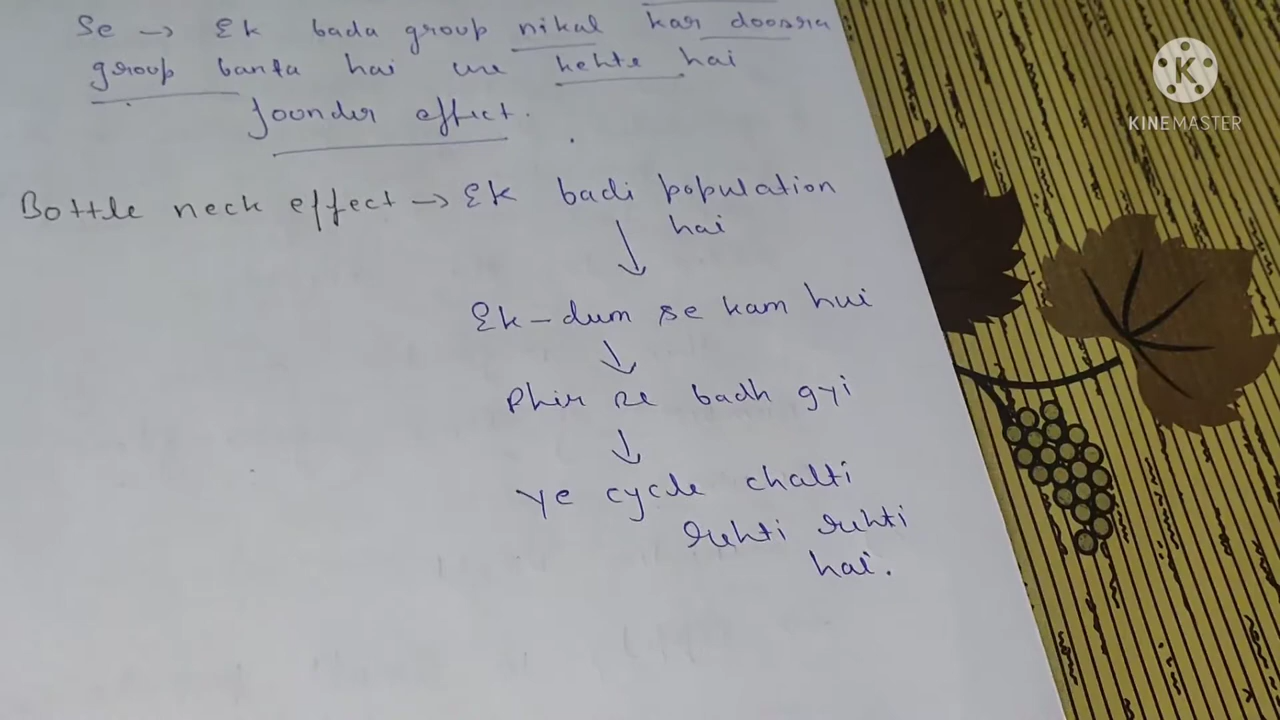 Se → Ek bada group nikal kar doosra
group banta hai use kehte hai
founder effect.
Bottle neck effect → Ek badi population
hai
Ek-dum se kam hui
Phir se badh gyi
Ye cycle chalti
rehti rehti
hai.
K
KINEMASTER